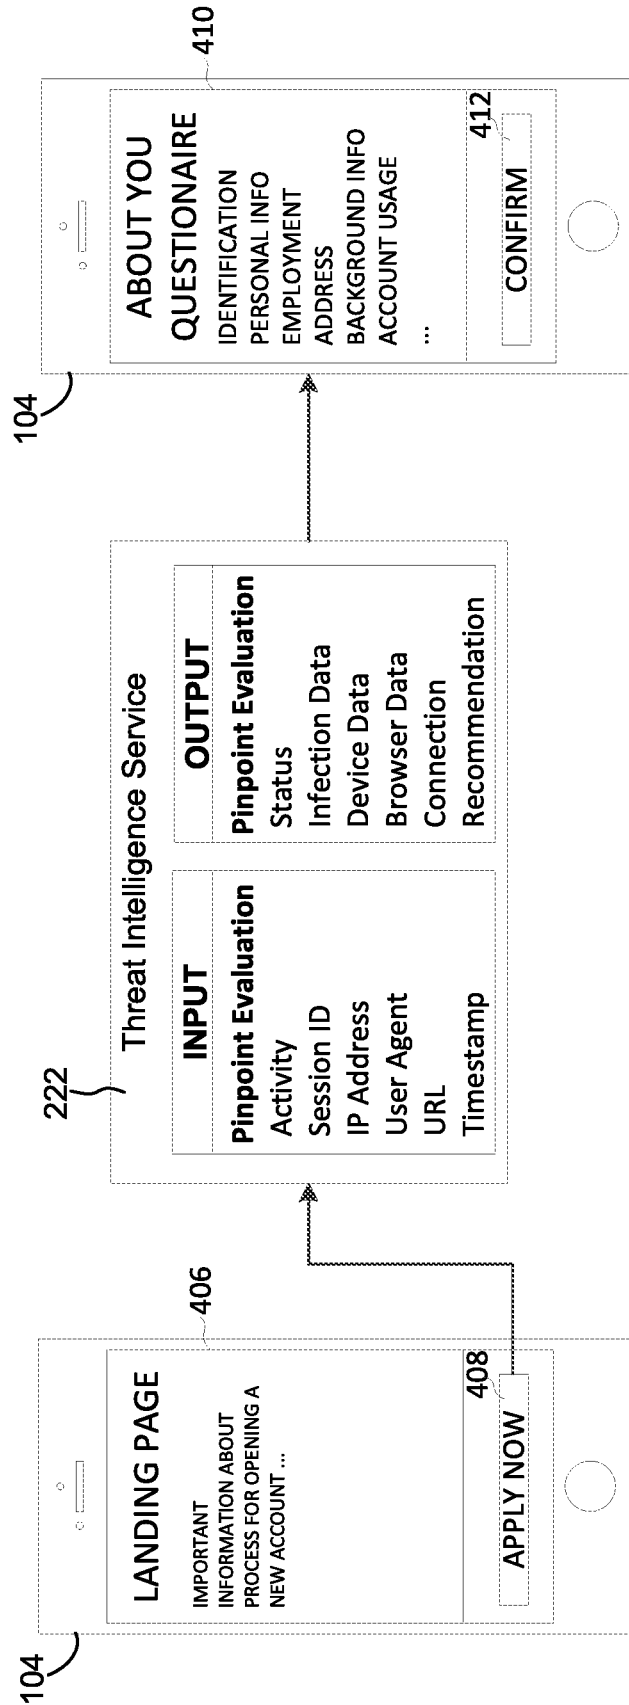 104
LANDING PAGE
IMPORTANT
INFORMATION ABOUT
PROCESS FOR OPENING A
NEW ACCOUNT ...
406
408
APPLY NOW
222
Threat Intelligence Service
INPUT
Pinpoint Evaluation
Activity
Session ID
IP Address
User Agent
URL
Timestamp
OUTPUT
Pinpoint Evaluation
Status
Infection Data
Device Data
Browser Data
Connection
Recommendation
104
ABOUT YOU
QUESTIONAIRE
IDENTIFICATION
PERSONAL INFO
EMPLOYMENT
ADDRESS
BACKGROUND INFO
ACCOUNT USAGE
...
410
412
CONFIRM